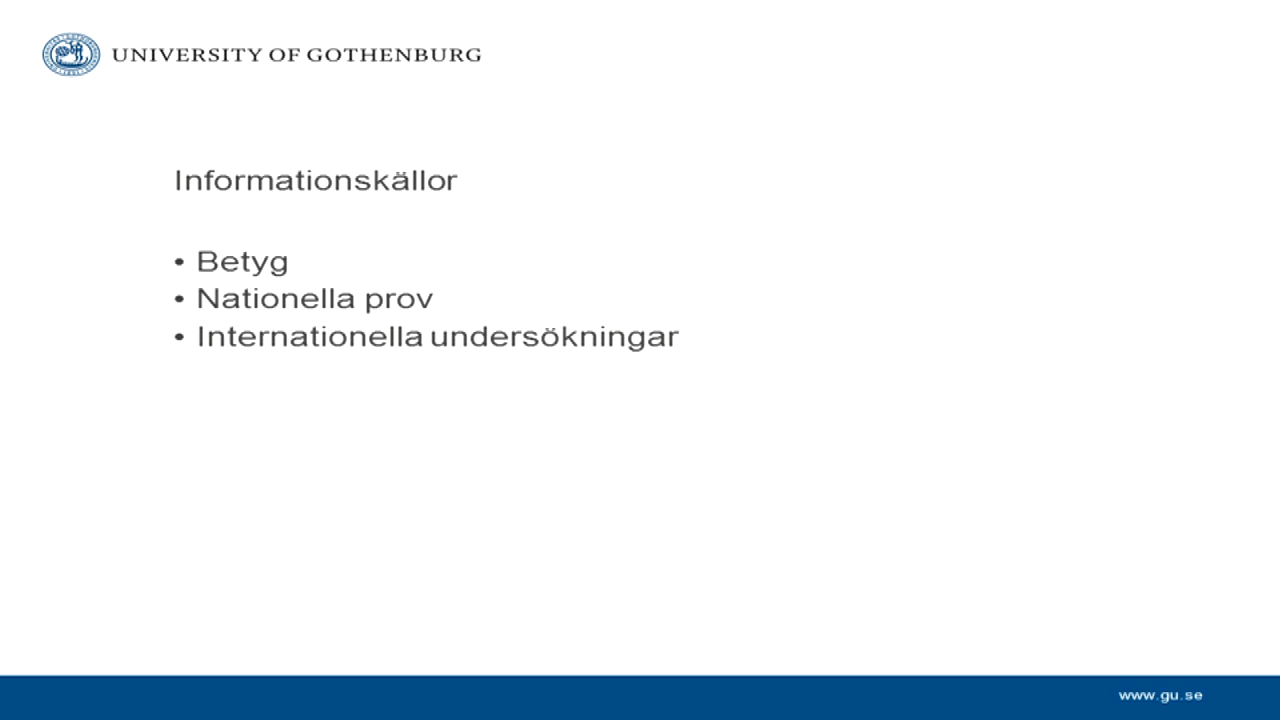 UNIVERSITY OF GOTHENBURG
Informationskällor
• Betyg
• Nationella prov
• Internationella undersökningar
www.gu.se